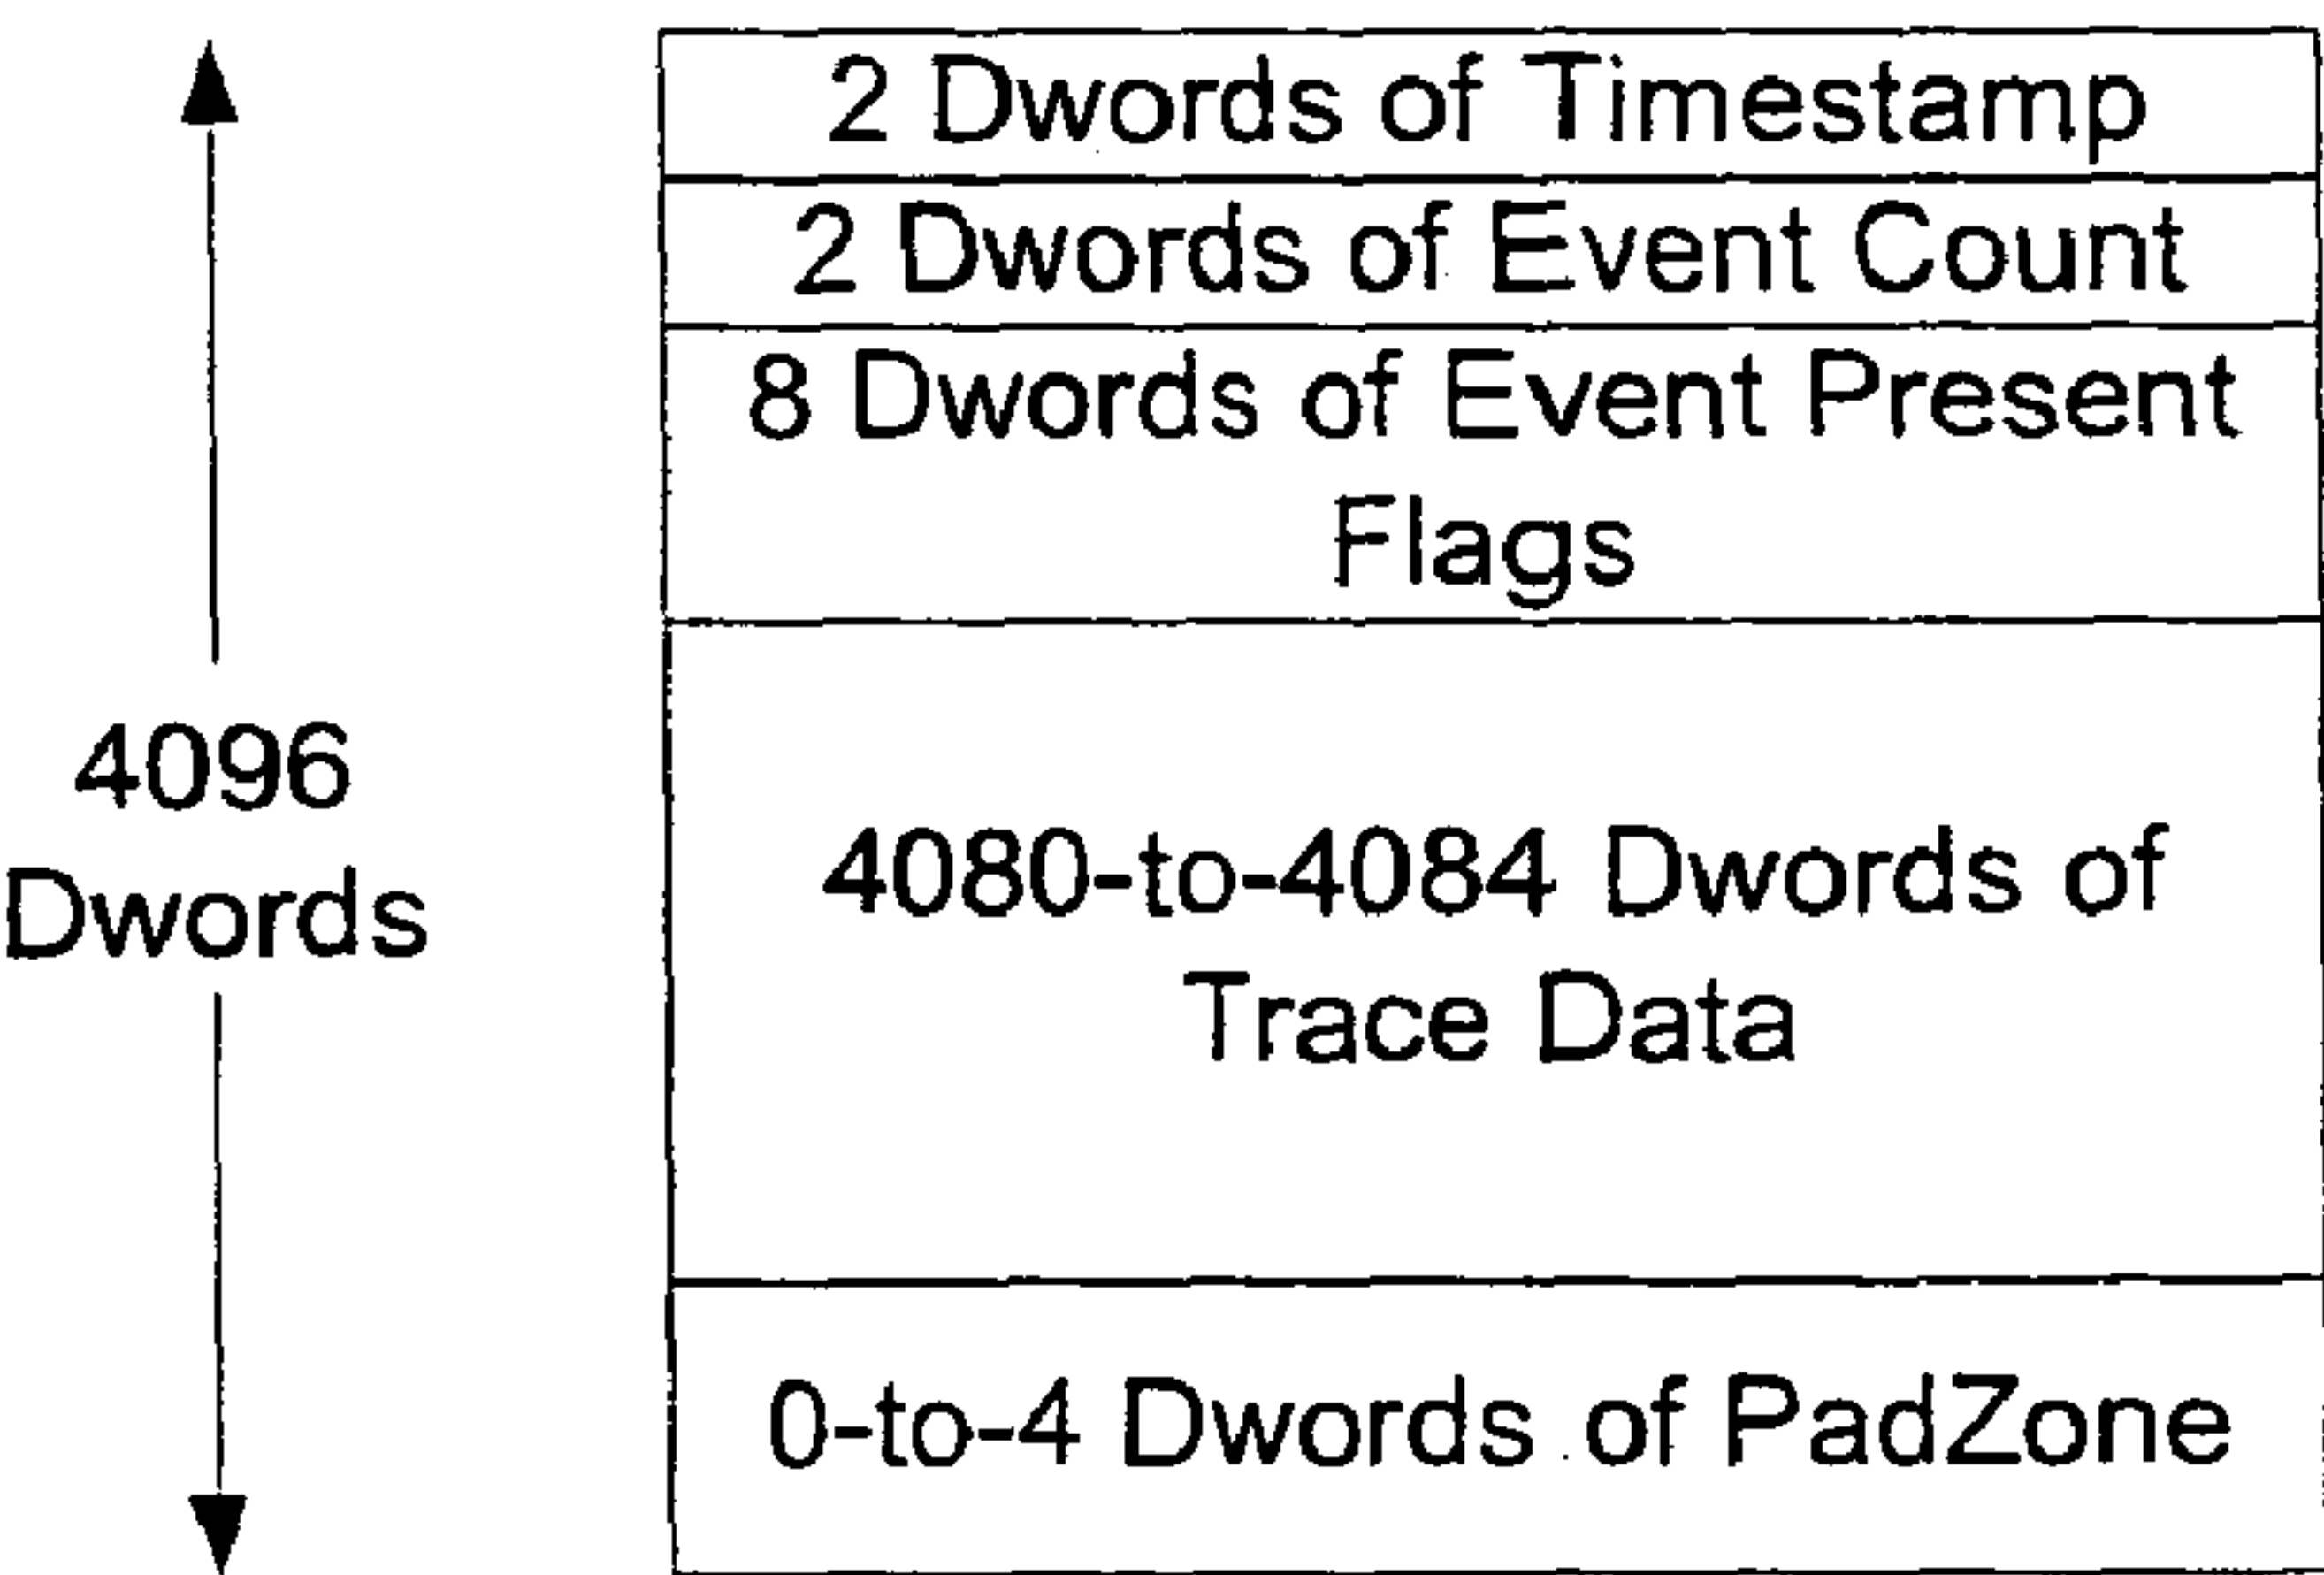 2 Dwords of Timestamp
2 Dwords of Event Count
8 Dwords of Event Present
Flags
4096
Dwords
4080-to-4084 Dwords of
Trace Data
0-to-4 Dwords of PadZone